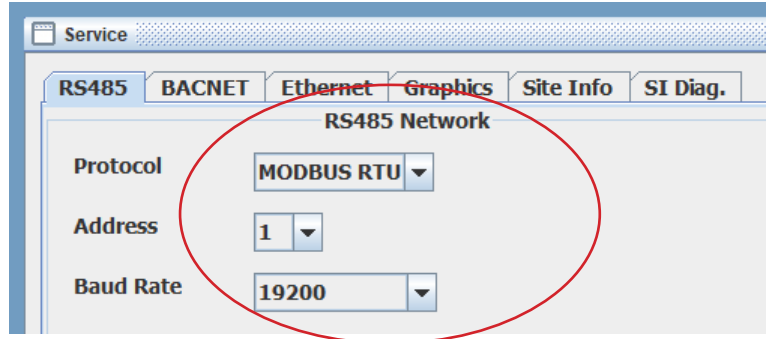 Service
RS485 BACNET Ethernet Graphics Site Info SI Diag.
RS485 Network
Protocol MODBUS RTU
Address 1
Baud Rate 19200